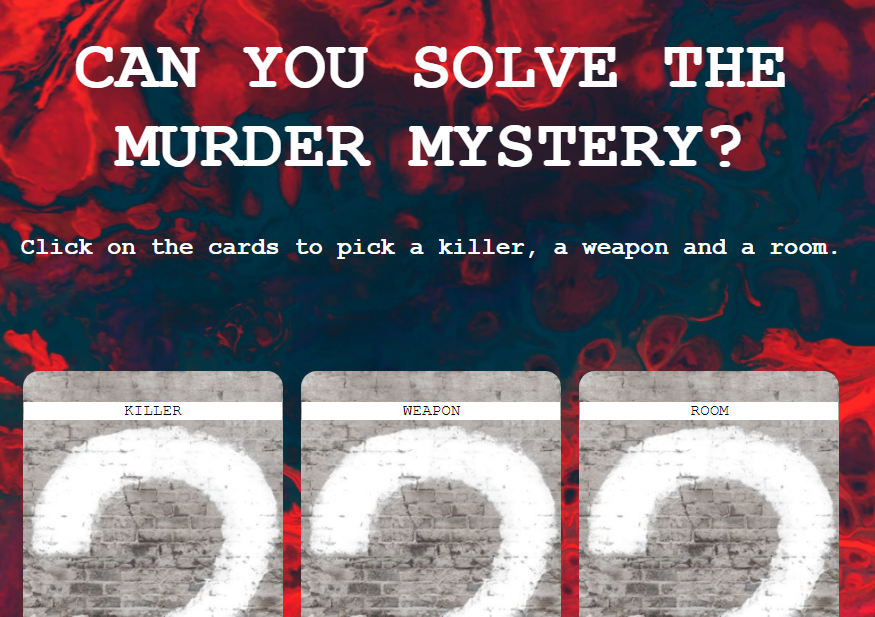 CAN YOU SOLVE THE
MURDER MYSTERY?
Click on the cards to pick a killer, a weapon and a room.
KILLER WEAPON ROOM